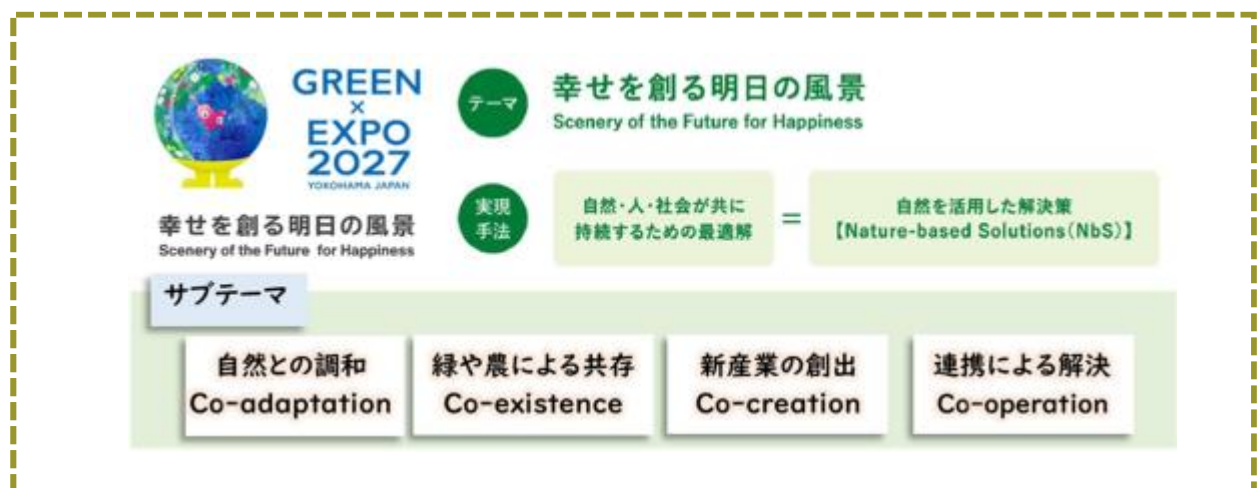 GREEN
×
EXPO
2027
YOKOHAMA JAPAN
幸せを創る明日の風景
Scenery of the Future for Happiness
テーマ
幸せを創る明日の風景
Scenery of the Future for Happiness
実現
手法
自然・人・社会が共に
持続するための最適解
=
自然を活用した解決策
【Nature-based Solutions(NbS)】
サブテーマ
自然との調和
Co-adaptation
緑や農による共存
Co-existence
新産業の創出
Co-creation
連携による解決
Co-operation